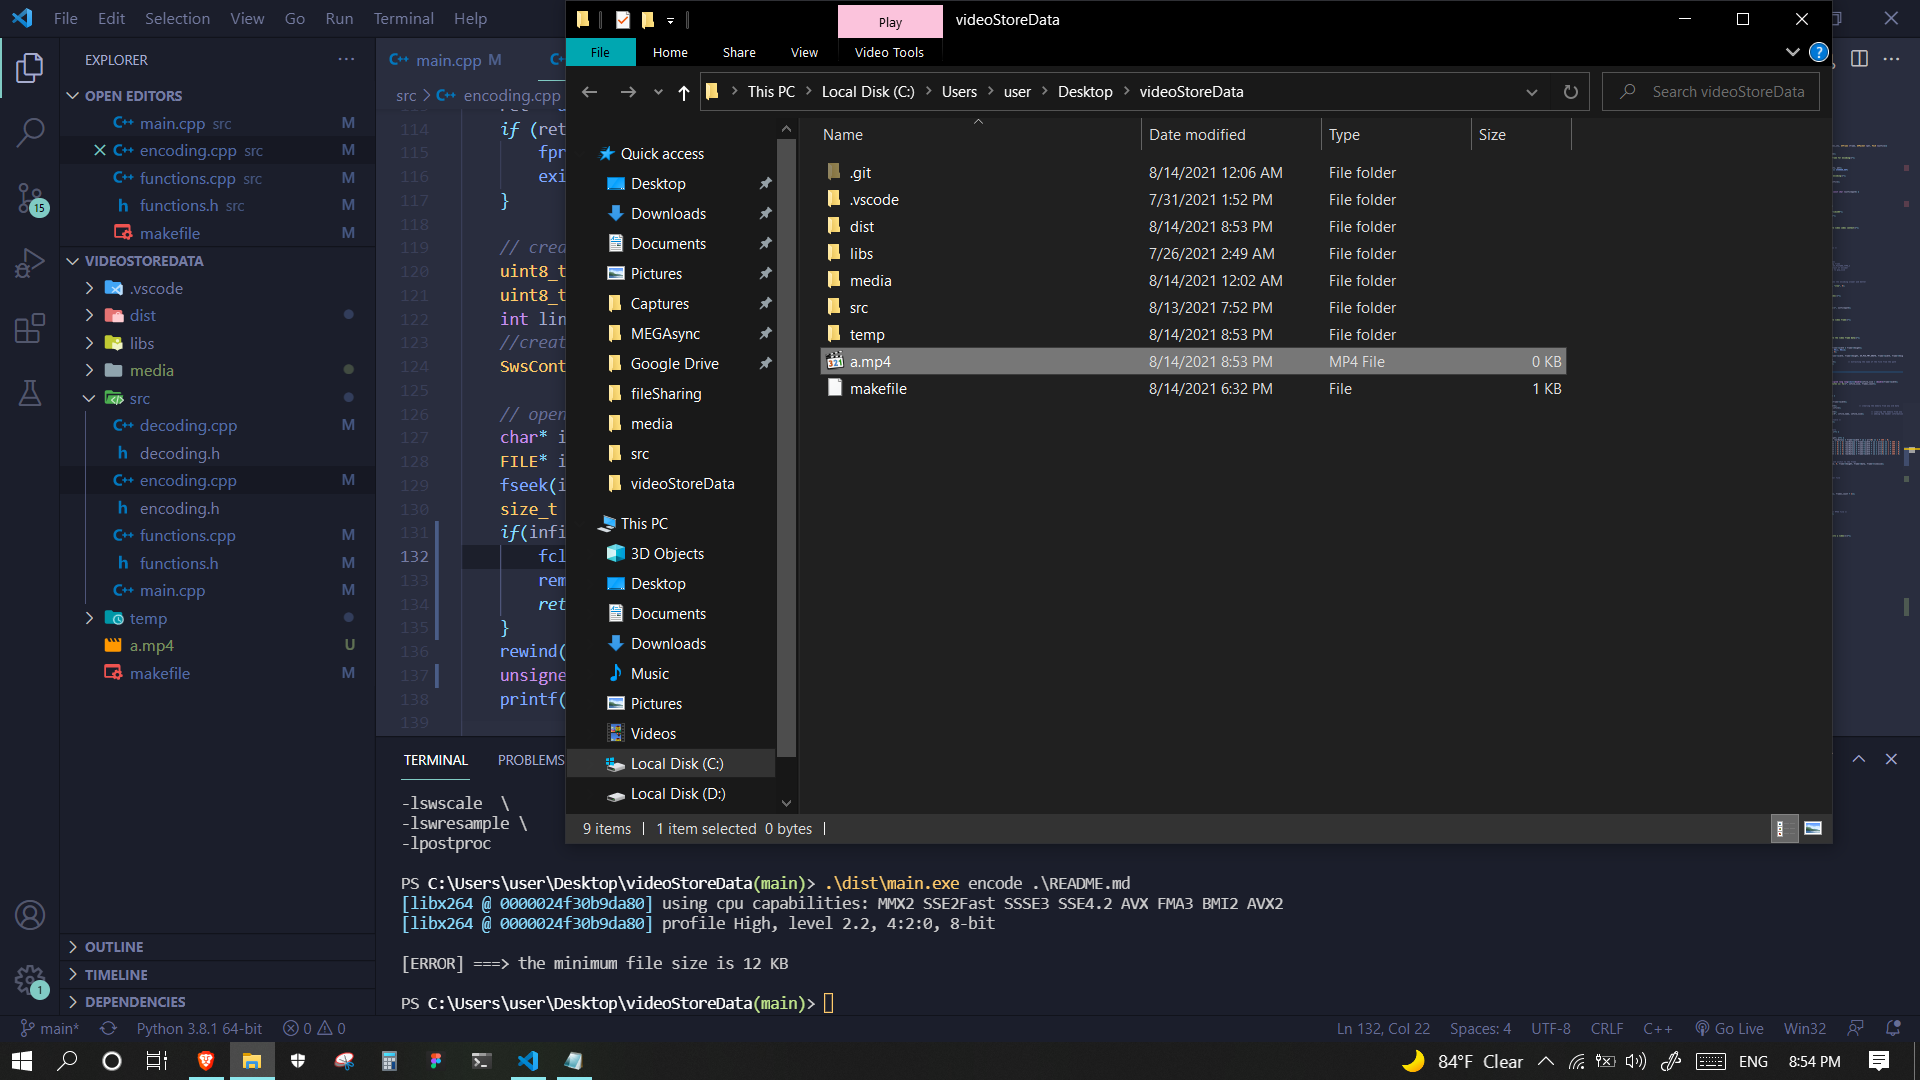 File Edit Selection View Go Run Terminal Help
EXPLORER
OPEN EDITORS
main.cpp src M
encoding.cpp src M
functions.cpp src M
functions.h src M
makefile M
VIDEOSTOREDATA
.vscode
dist
libs
media
src
decoding.cpp M
decoding.h
encoding.cpp M
encoding.h
functions.cpp M
functions.h M
main.cpp M
temp
a.mp4 U
makefile M
OUTLINE
TIMELINE
DEPENDENCIES
15
1
main.cpp M
src > encoding.cpp
114 if (ret
115 fpr
116 exi
117 }
118
119 // crea
120 uint8_t
121 uint8_t
122 int lin
123 //creat
124 SwsCont
125
126 // open
127 char* i
128 FILE* i
129 fseek(i
130 size_t
131 if(infi
132 fcl
133 rem
134 ret
135 }
136 rewind(
137 unsigne
138 printf(
139
Play
videoStoreData
File Home Share View Video Tools
This PC > Local Disk (C:) > Users > user > Desktop > videoStoreData
Search videoStoreData
Quick access
Desktop
Downloads
Documents
Pictures
Captures
MEGAsync
Google Drive
fileSharing
media
src
videoStoreData
This PC
3D Objects
Desktop
Documents
Downloads
Music
Pictures
Videos
Local Disk (C:)
Local Disk (D:)
Name Date modified Type Size
.git 8/14/2021 12:06 AM File folder
.vscode 7/31/2021 1:52 PM File folder
dist 8/14/2021 8:53 PM File folder
libs 7/26/2021 2:49 AM File folder
media 8/14/2021 12:02 AM File folder
src 8/13/2021 7:52 PM File folder
temp 8/14/2021 8:53 PM File folder
a.mp4 8/14/2021 8:53 PM MP4 File 0 KB
makefile 8/14/2021 6:32 PM File 1 KB
9 items | 1 item selected 0 bytes |
TERMINAL PROBLEMS
-lswscale \
-lswresample \
-lpostproc
PS C:\Users\user\Desktop\videoStoreData(main)> .\dist\main.exe encode .\README.md
[libx264 @ 0000024f30b9da80] using cpu capabilities: MMX2 SSE2Fast SSSE3 SSE4.2 AVX FMA3 BMI2 AVX2
[libx264 @ 0000024f30b9da80] profile High, level 2.2, 4:2:0, 8-bit
[ERROR] ===> the minimum file size is 12 KB
PS C:\Users\user\Desktop\videoStoreData(main)>
main* Python 3.8.1 64-bit 0 0 Ln 132, Col 22 Spaces: 4 UTF-8 CRLF C++ Go Live Win32
84°F Clear ENG 8:54 PM